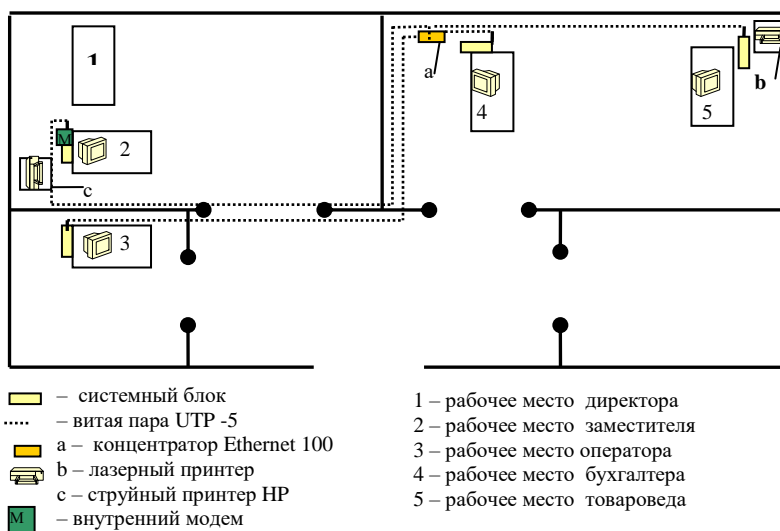 1
a
4
5
b
M
2
c
3
– системный блок
– витая пара UTP -5
a – концентратор Ethernet 100
b – лазерный принтер
c – струйный принтер HP
M – внутренний модем
1 – рабочее место директора
2 – рабочее место заместителя
3 – рабочее место оператора
4 – рабочее место бухгалтера
5 – рабочее место товароведа